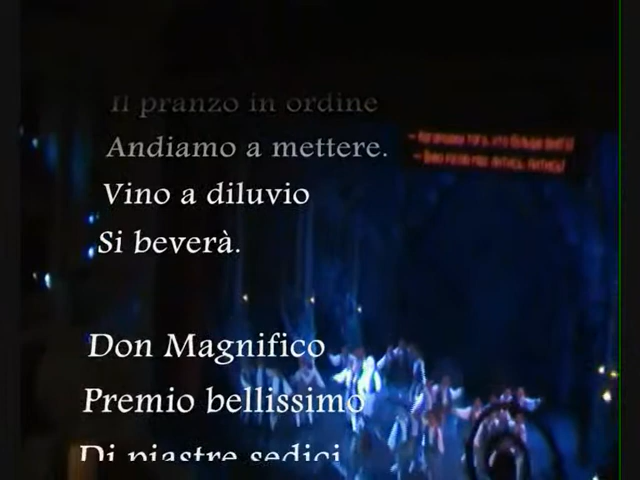 Il pranzo in ordine
Andiamo a mettere.
Vino a diluvio
Si beverà.
Don Magnifico
Premio bellissimo
Di piastre sedici